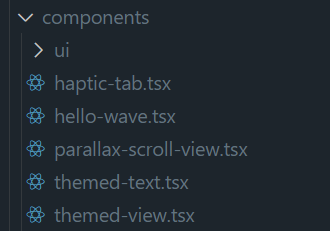 components
ui
haptic-tab.tsx
hello-wave.tsx
parallax-scroll-view.tsx
themed-text.tsx
themed-view.tsx